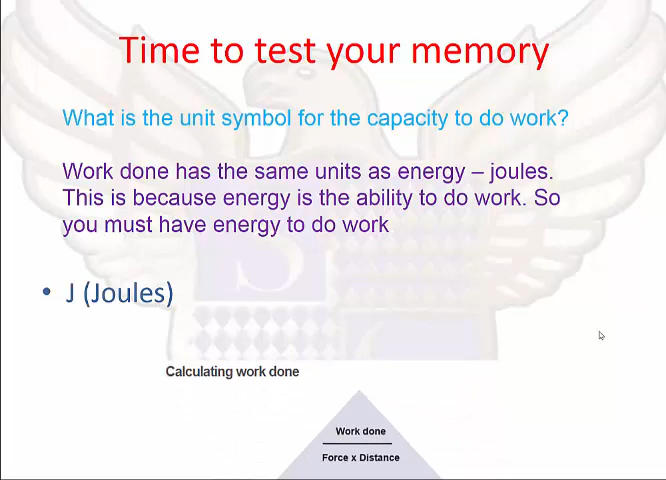 Time to test your memory
What is the unit symbol for the capacity to do work?
Work done has the same units as energy – joules.
This is because energy is the ability to do work. So
you must have energy to do work
• J (Joules)
Calculating work done
Work done
Force x Distance